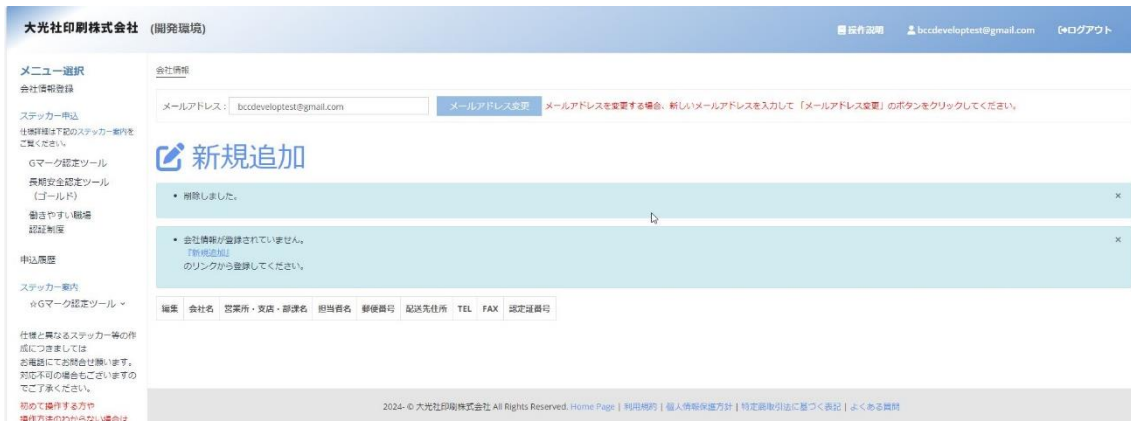 大光社印刷株式会社 (開発環境)
操作説明 bccdeveloptest@gmail.com ログアウト
メニュー選択
会社情報登録
ステッカー申込
仕様詳細は下記のステッカー案内を
ご覧ください。
Gマーク認定ツール
長期安全認定ツール
(ゴールド)
働きやすい職場
認証制度
申込履歴
ステッカー案内
☆Gマーク認定ツール
仕様と異なるステッカー等の作
成につきましては
お電話にてお問合せ願います。
対応不可の場合もございますの
でご了承ください。
初めて操作する方や
操作方法のわからない場合は
会社情報
メールアドレス: bccdeveloptest@gmail.com メールアドレス変更 メールアドレスを変更する場合、新しいメールアドレスを入力して「メールアドレス変更」のボタンをクリックしてください。
新規追加
• 削除しました。 ×
• 会社情報が登録されていません。 ×
『新規追加』
のリンクから登録してください。
編集 会社名 営業所・支店・部課名 担当者名 郵便番号 配送先住所 TEL FAX 認定証番号
2024- © 大光社印刷株式会社 All Rights Reserved. Home Page | 利用規約 | 個人情報保護方針 | 特定商取引法に基づく表記 | よくある質問